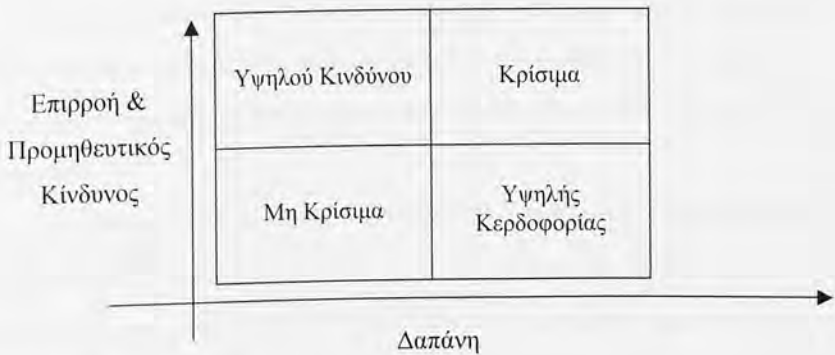 Υψηλού Κινδύνου
Κρίσιμα
Επιρροή &
Προμηθευτικός
Κίνδυνος
Μη Κρίσιμα
Υψηλής
Κερδοφορίας
Δαπάνη